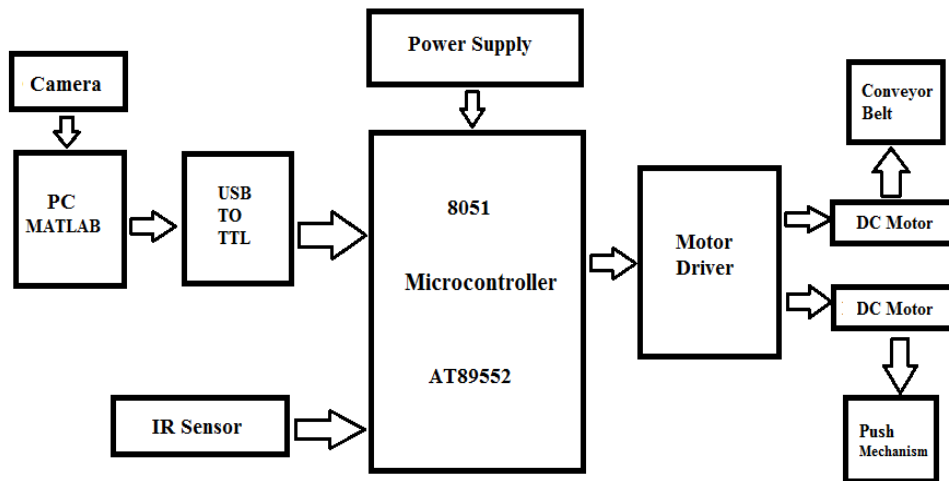 Power Supply
Camera
Conveyor
Belt
PC
MATLAB
USB
TO
TTL
8051
Microcontroller
AT89552
Motor
Driver
DC Motor
DC Motor
IR Sensor
Push
Mechanism